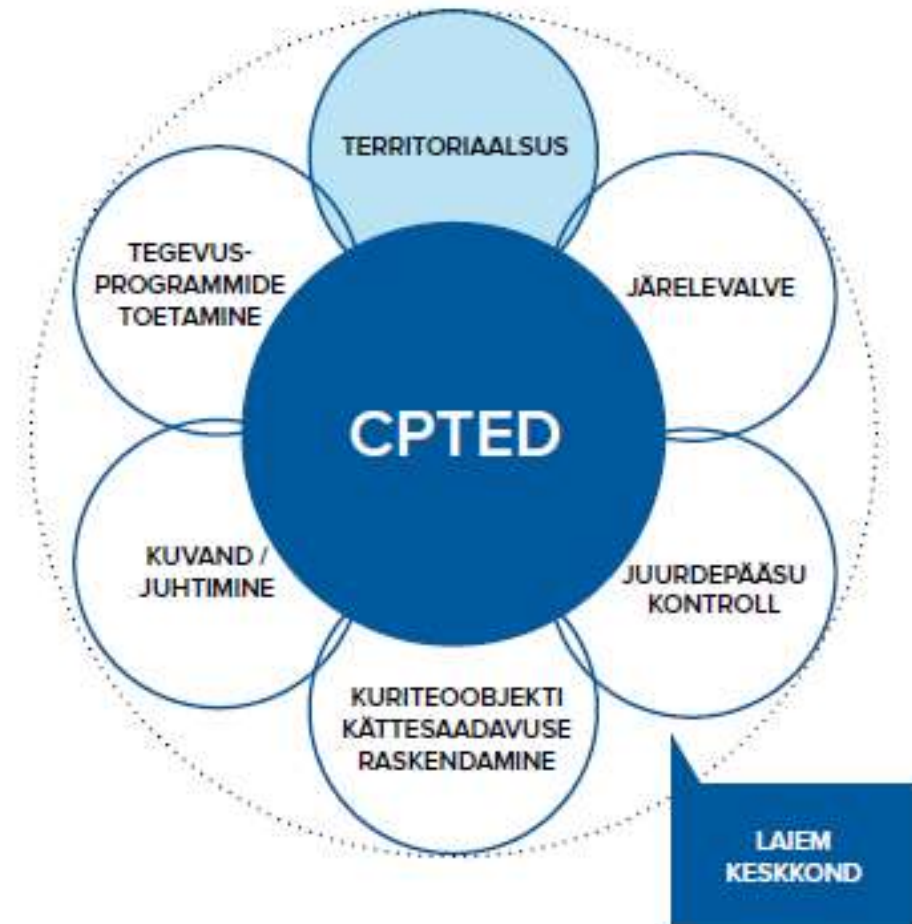 TERRITORIAALSUS
TEGEVUS-
PROGRAMMIDE
TOETAMINE
JÄRELEVALVE
CPTED
KUVAND /
JUHTIMINE
JUURDEPÄÄSU
KONTROLL
KURITEOOBJEKTI
KÄTTESAADAVUSE
RASKENDAMINE
LAIEM
KESKKOND